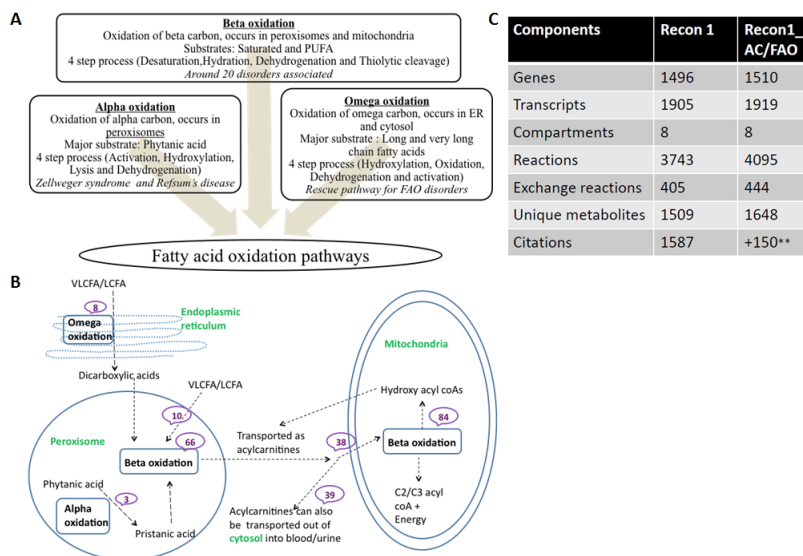 A
Beta oxidation
Oxidation of beta carbon, occurs in peroxisomes and mitochondria
Substrates: Saturated and PUFA
4 step process (Desaturation,Hydration, Dehydrogenation and Thiolytic cleavage)
Around 20 disorders associated
Alpha oxidation
Oxidation of alpha carbon, occurs in
peroxisomes
Major substrate: Phytanic acid
4 step process (Activation, Hydroxylation,
Lysis and Dehydrogenation)
Zellweger syndrome and Refsum's disease
Omega oxidation
Oxidation of omega carbon, occurs in ER
and cytosol
Major substrate : Long and very long
chain fatty acids
4 step process (Hydroxylation, Oxidation,
Dehydrogenation and activation)
Rescue pathway for FAO disorders
Fatty acid oxidation pathways
B
VLCFA/LCFA
8
Omega
oxidation
Endoplasmic
reticulum
Dicarboxylic acids
VLCFA/LCFA
10
Peroxisome
66
Beta oxidation
Phytanic acid
3
Alpha
oxidation
Pristanic acid
Transported as
acylcarnitines
38
39
Acylcarnitines can also
be transported out of
cytosol into blood/urine
Mitochondria
Hydroxy acyl coAs
84
Beta oxidation
C2/C3 acyl
coA +
Energy
C
Components Recon 1 Recon1_
AC/FAO
Genes 1496 1510
Transcripts 1905 1919
Compartments 8 8
Reactions 3743 4095
Exchange reactions 405 444
Unique metabolites 1509 1648
Citations 1587 +150**